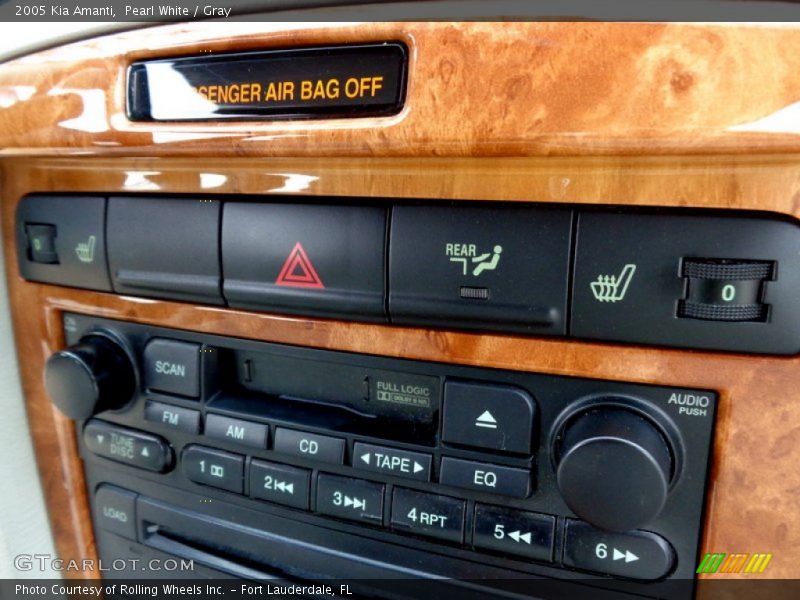 2005 Kia Amanti, Pearl White / Gray
AIR BAG OFF
0
REAR
0
SCAN
FULL LOGIC
DOLBY B NR
AUDIO
PUSH
FM
AM
CD
TAPE
EQ
TUNE
DISC
1
2
3
4 RPT
5
6
LOAD
GTCARLOT.COM
Photo Courtesy of Rolling Wheels Inc. – Fort Lauderdale, FL